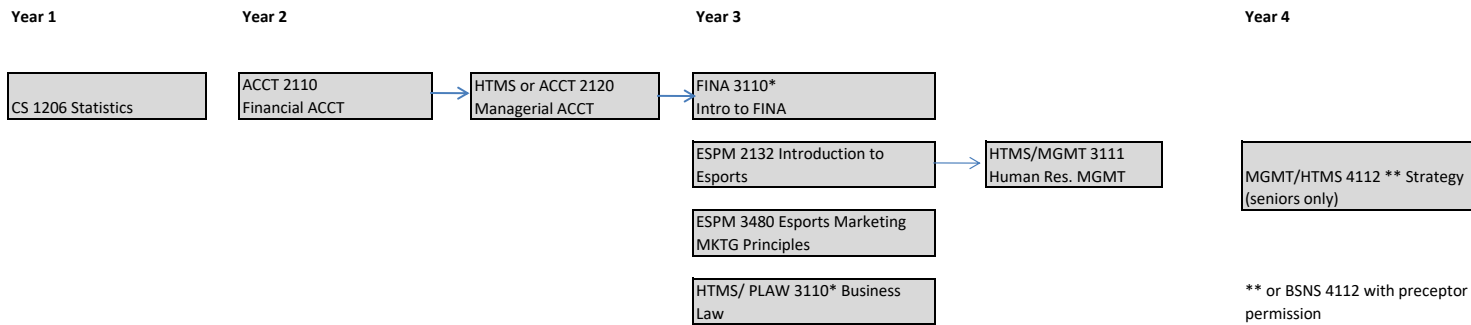 Year 1
Year 2
Year 3
Year 4
CS 1206 Statistics
ACCT 2110
Financial ACCT
HTMS or ACCT 2120
Managerial ACCT
FINA 3110*
Intro to FINA
ESPM 2132 Introduction to
Esports
HTMS/MGMT 3111
Human Res. MGMT
MGMT/HTMS 4112 ** Strategy
(seniors only)
ESPM 3480 Esports Marketing
MKTG Principles
HTMS/ PLAW 3110* Business
Law
** or BSNS 4112 with preceptor
permission